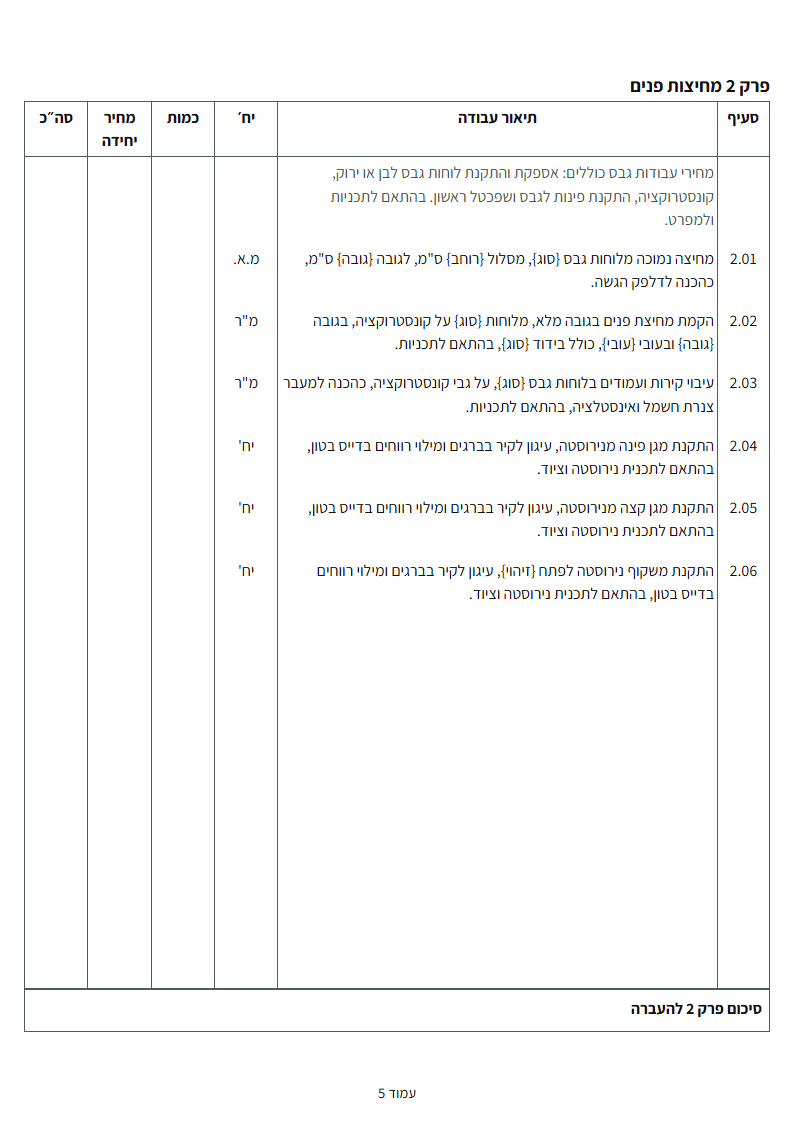 פרק 2 מחיצות פנים
סעיף תיאור עבודה יח׳ כמות מחיר יחידה סה״כ
מחירי עבודות גבס כוללים: אספקת והתקנת לוחות גבס לבן או ירוק,
קונסטרוקציה, התקנת פינות לגבס ושפכטל ראשון. בהתאם לתכניות
ולמפרט.
2.01 מחיצה נמוכה מלוחות גבס {סוג}, מסלול {רוחב} ס"מ, לגובה {גובה} ס"מ, מ.א.
כהכנה לדלפק הגשה.
2.02 הקמת מחיצת פנים בגובה מלא, מלוחות {סוג} על קונסטרוקציה, בגובה מ"ר
{גובה} ובעובי {עובי}, כולל בידוד {סוג}, בהתאם לתכניות.
2.03 עיבוי קירות ועמודים בלוחות גבס {סוג}, על גבי קונסטרוקציה, כהכנה למעבר מ"ר
צנרת חשמל ואינסטלציה, בהתאם לתכניות.
2.04 התקנת מגן פינה מנירוסטה, עיגון לקיר בברגים ומילוי רווחים בדייס בטון, יח'
בהתאם לתכנית נירוסטה וציוד.
2.05 התקנת מגן קצה מנירוסטה, עיגון לקיר בברגים ומילוי רווחים בדייס בטון, יח'
בהתאם לתכנית נירוסטה וציוד.
2.06 התקנת משקוף נירוסטה לפתח {זיהוי}, עיגון לקיר בברגים ומילוי רווחים יח'
בדייס בטון, בהתאם לתכנית נירוסטה וציוד.
סיכום פרק 2 להעברה
עמוד 5